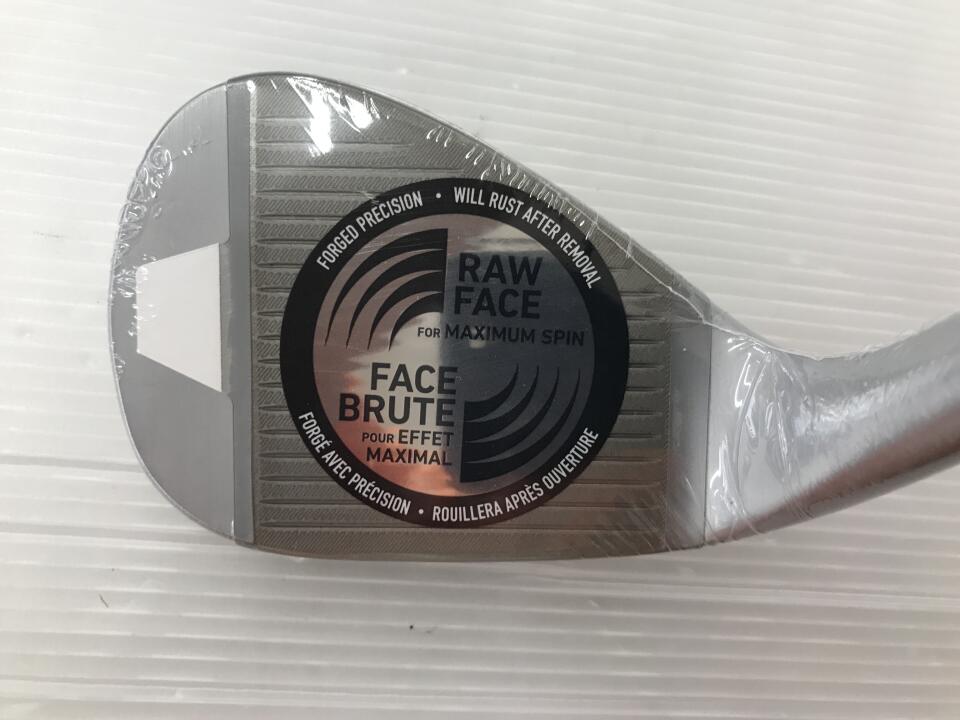 FORGED PRECISION • WILL RUST AFTER REMOVAL
RAW
FACE
FOR MAXIMUM SPIN
FACE
BRUTE
POUR EFFET
MAXIMAL
FORGÉ AVEC PRÉCISION • ROUILLERA APRÈS OUVERTURE